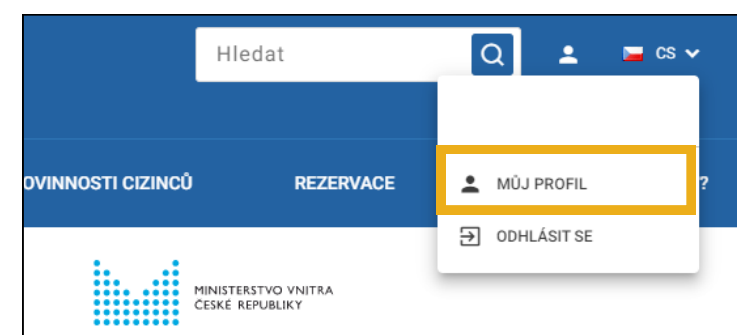 Hledat
CS
OVINNOSTI CIZINCŮ
REZERVACE
?
MŮJ PROFIL
ODHLÁSIT SE
MINISTERSTVO VNITRA
ČESKÉ REPUBLIKY